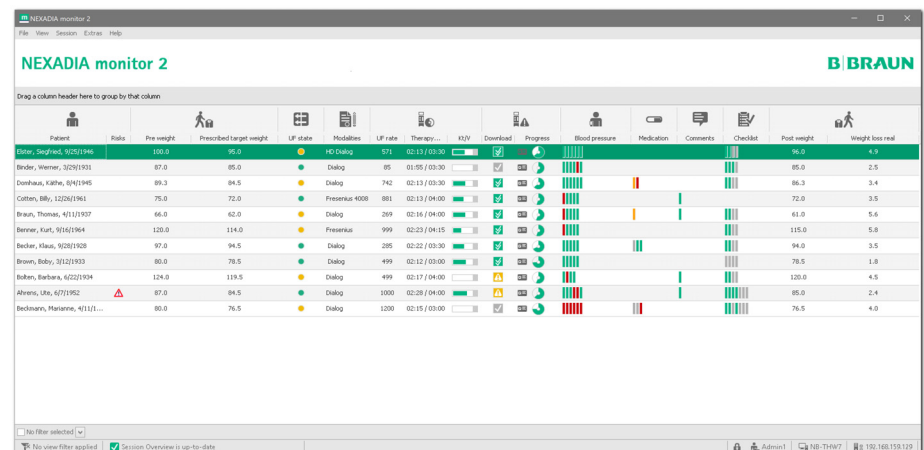 NEXADIA monitor 2
File View Session Extras Help
NEXADIA monitor 2
B BRAUN
Drag a column header here to group by that column
Patient Risks Pre weight Prescribed target weight UF state Modalities UF rate Therapy... Kt/V Download Progress Blood pressure Medication Comments Checklist Post weight Weight loss real
Elster, Siegfried, 9/25/1946 100.0 95.0 HD Dialog 571 02:13 / 03:30 96.0 4.9
Binder, Werner, 3/29/1931 87.0 85.0 Dialog 85 01:55 / 03:30 85.0 2.5
Domhaus, Käthe, 8/4/1945 89.3 84.5 Dialog 742 02:13 / 03:30 86.3 3.4
Cotten, Billy, 12/26/1961 75.0 72.0 Fresenius 4008 881 02:13 / 04:00 72.0 3.5
Braun, Thomas, 4/11/1937 66.0 62.0 Dialog 269 02:16 / 04:00 61.0 5.6
Benner, Kurt, 9/16/1964 120.0 114.0 Fresenius 999 02:23 / 04:15 115.0 5.8
Becker, Klaus, 9/28/1928 97.0 94.5 Dialog 285 02:22 / 03:30 94.0 3.5
Brown, Boby, 3/12/1933 80.0 78.5 Dialog 499 02:12 / 03:00 78.5 1.8
Bolten, Barbara, 6/22/1934 124.0 119.5 Dialog 499 02:17 / 04:00 120.0 4.5
Ahrens, Ute, 6/7/1952 87.0 84.5 Dialog 1000 02:28 / 04:00 85.0 2.4
Beckmann, Marianne, 4/11/1... 80.0 76.5 Dialog 1200 02:15 / 03:00 76.5 4.0
No filter selected
No view filter applied Session Overview is up-to-date Admin1 NB-THW7 192.168.159.129